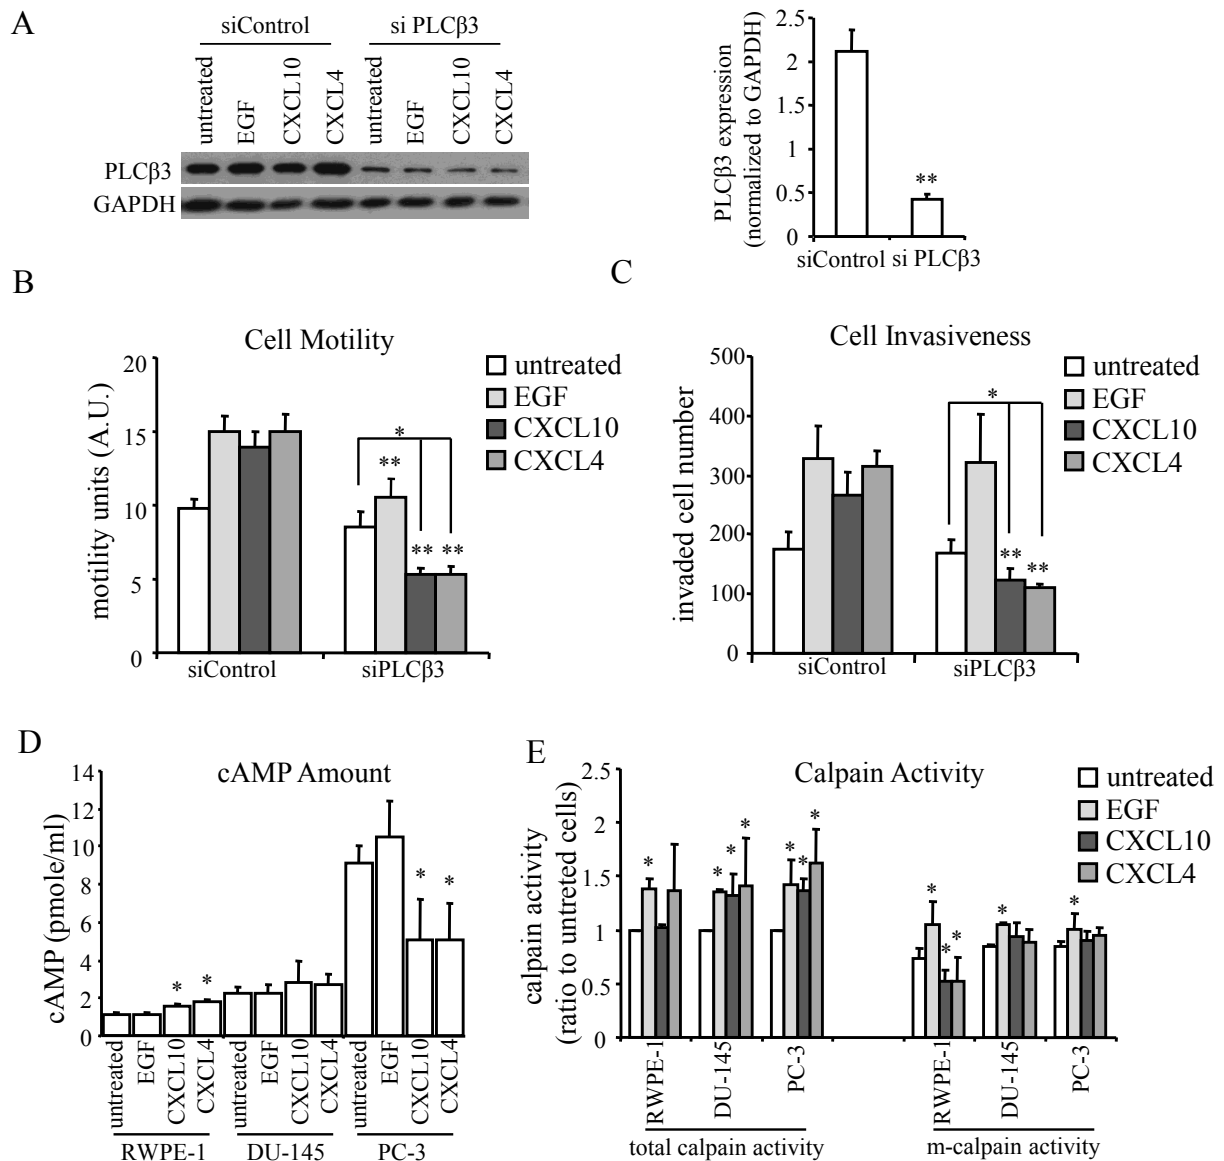 A
siControl
si PLCβ3
untreated
EGF
CXCL10
CXCL4
untreated
EGF
CXCL10
CXCL4
PLCβ3
GAPDH
PLCβ3 expression
(normalized to GAPDH)
2.5
2
1.5
1
0.5
0
**
siControl si PLCβ3
B
Cell Motility
motility units (A.U.)
20
15
10
5
0
*
**
** **
siControl
siPLCβ3
untreated
EGF
CXCL10
CXCL4
C
Cell Invasiveness
invaded cell number
500
400
300
200
100
0
*
**
**
siControl
siPLCβ3
untreated
EGF
CXCL10
CXCL4
D
cAMP Amount
cAMP (pmole/ml)
14
12
10
8
6
4
2
0
* *
* *
untreated
EGF
CXCL10
CXCL4
untreated
EGF
CXCL10
CXCL4
untreated
EGF
CXCL10
CXCL4
RWPE-1
DU-145
PC-3
E
Calpain Activity
calpain activity
(ratio to untreted cells)
2.5
2
1.5
1
0.5
0
*
* * *
* * *
* * *
*
*
RWPE-1
DU-145
PC-3
RWPE-1
DU-145
PC-3
total calpain activity
m-calpain activity
untreated
EGF
CXCL10
CXCL4